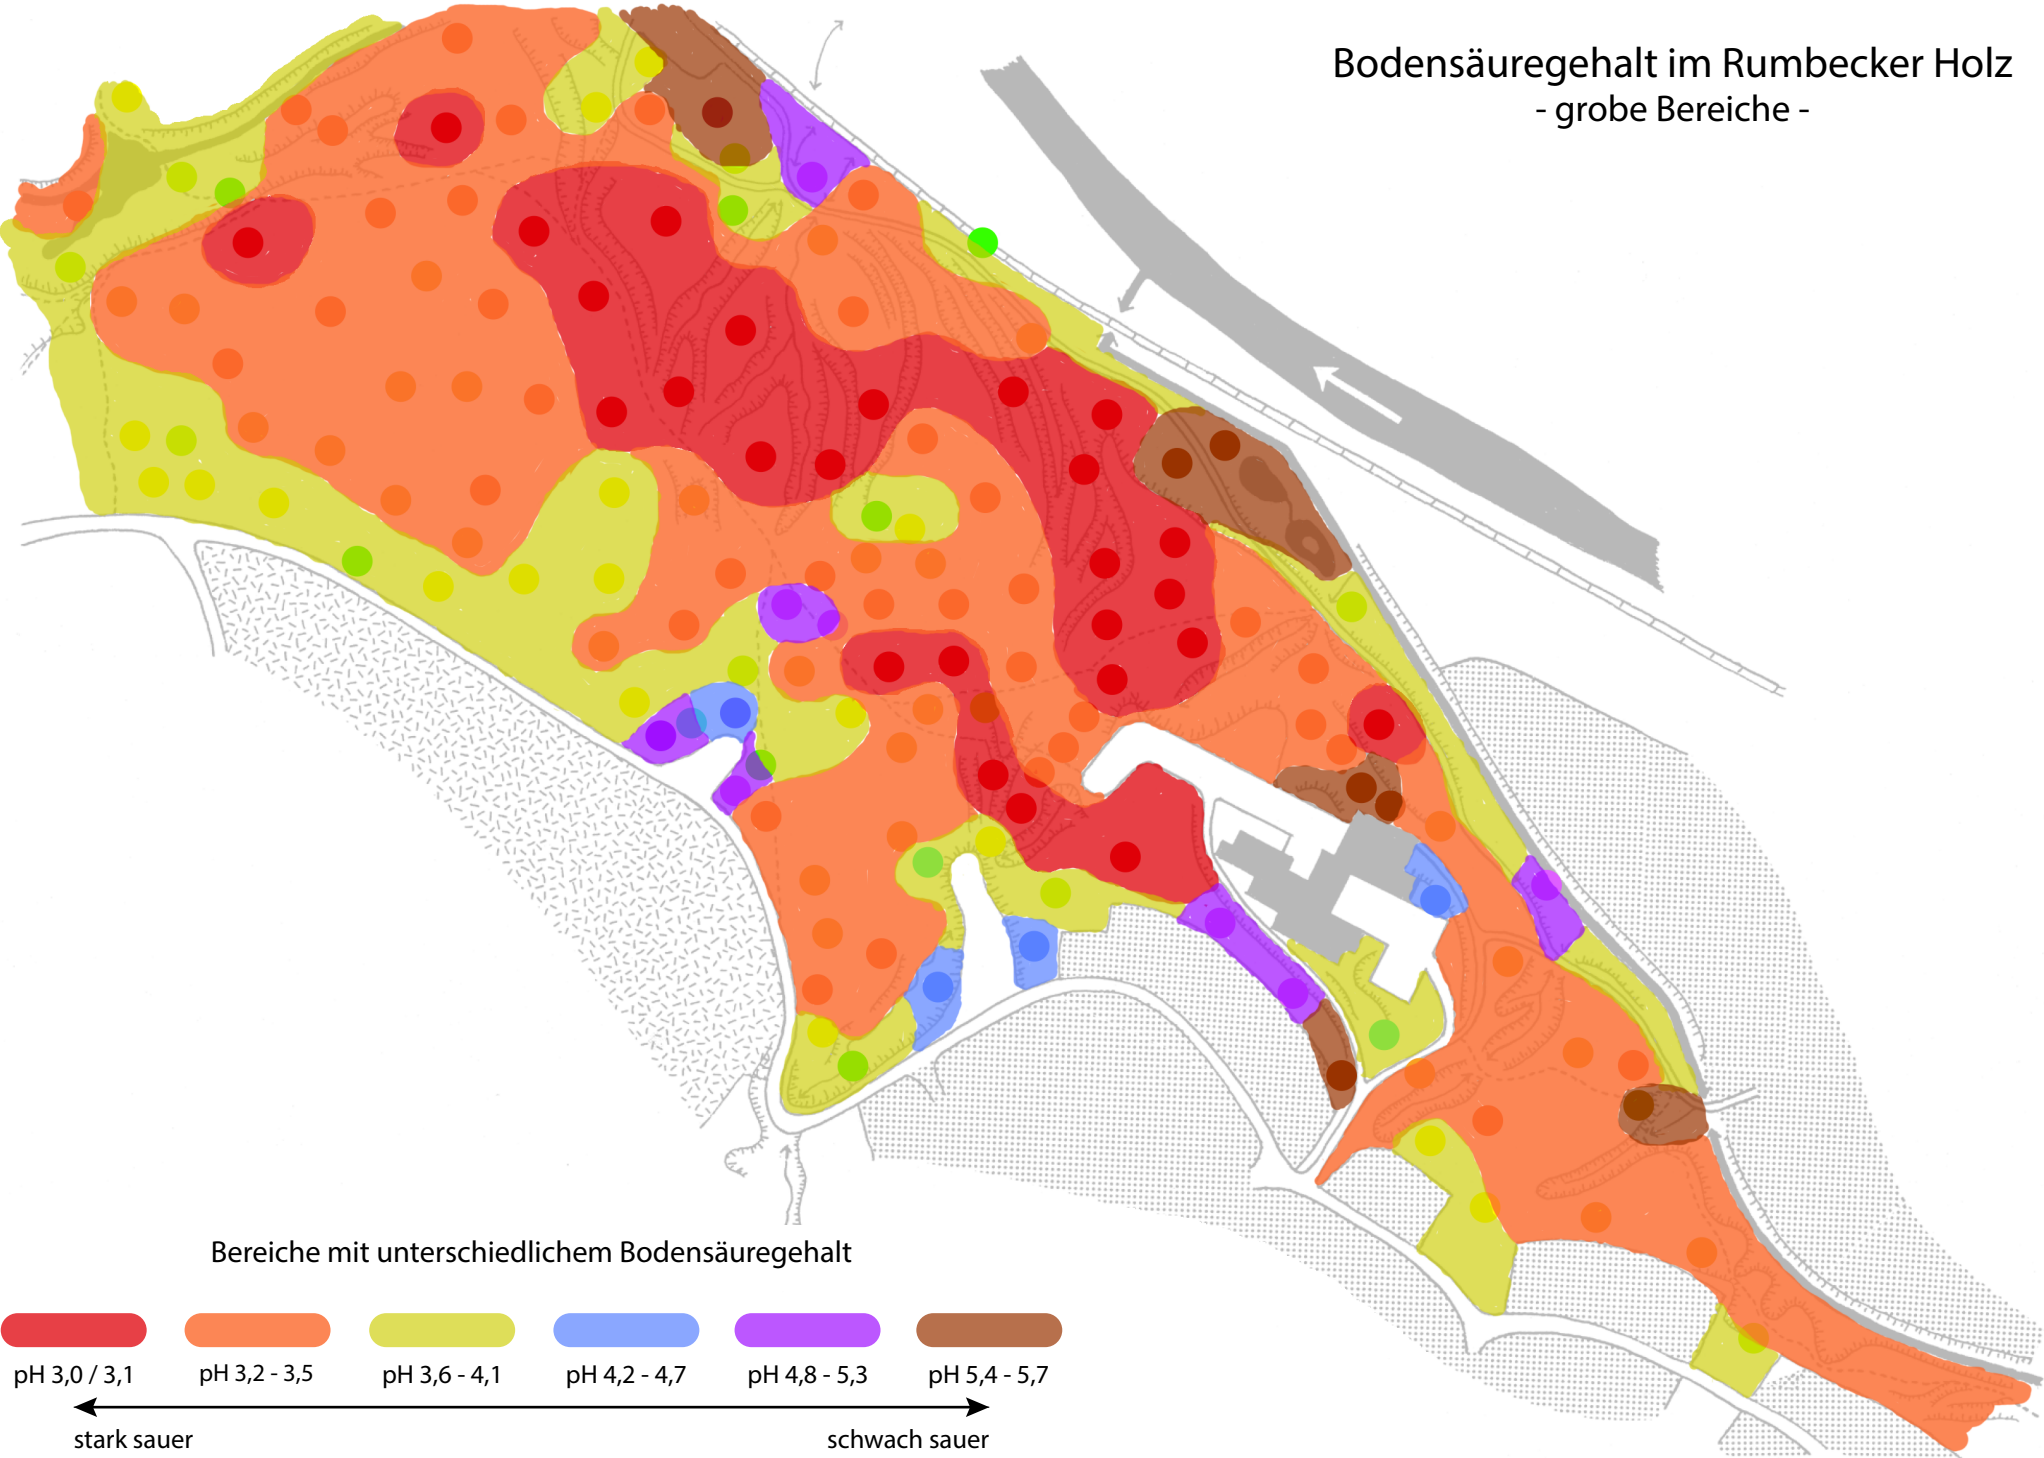 Bodensäuregehalt im Rumbecker Holz
- grobe Bereiche -
Bereiche mit unterschiedlichem Bodensäuregehalt
pH 3,0 / 3,1
pH 3,2 - 3,5
pH 3,6 - 4,1
pH 4,2 - 4,7
pH 4,8 - 5,3
pH 5,4 - 5,7
stark sauer
schwach sauer